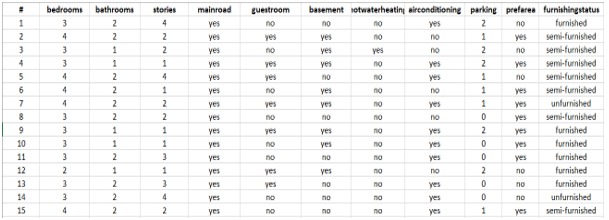 # bedrooms bathrooms stories mainroad guestroom basement otwaterheating airconditioning parking prefarea furnishingstatus
1 3 2 4 yes no no no yes 2 no furnished
2 4 2 2 yes no yes no no 1 yes semi-furnished
3 3 1 2 yes no yes yes no 2 no semi-furnished
4 3 1 1 yes yes yes no yes 2 yes semi-furnished
5 4 2 4 yes yes no no yes 1 no semi-furnished
6 4 2 1 yes no yes no yes 1 yes semi-furnished
7 4 2 2 yes yes yes no yes 1 yes unfurnished
8 3 2 2 yes no no no no 0 yes semi-furnished
9 3 1 1 yes yes yes no yes 2 yes furnished
10 3 1 1 yes no yes no yes 0 yes furnished
11 3 2 3 yes no no no yes 0 yes furnished
12 2 1 1 yes yes yes no no 2 no furnished
13 3 2 3 yes no no no yes 0 no furnished
14 3 2 4 yes no no no yes 0 no unfurnished
15 4 2 2 yes no no no yes 1 yes semi-furnished